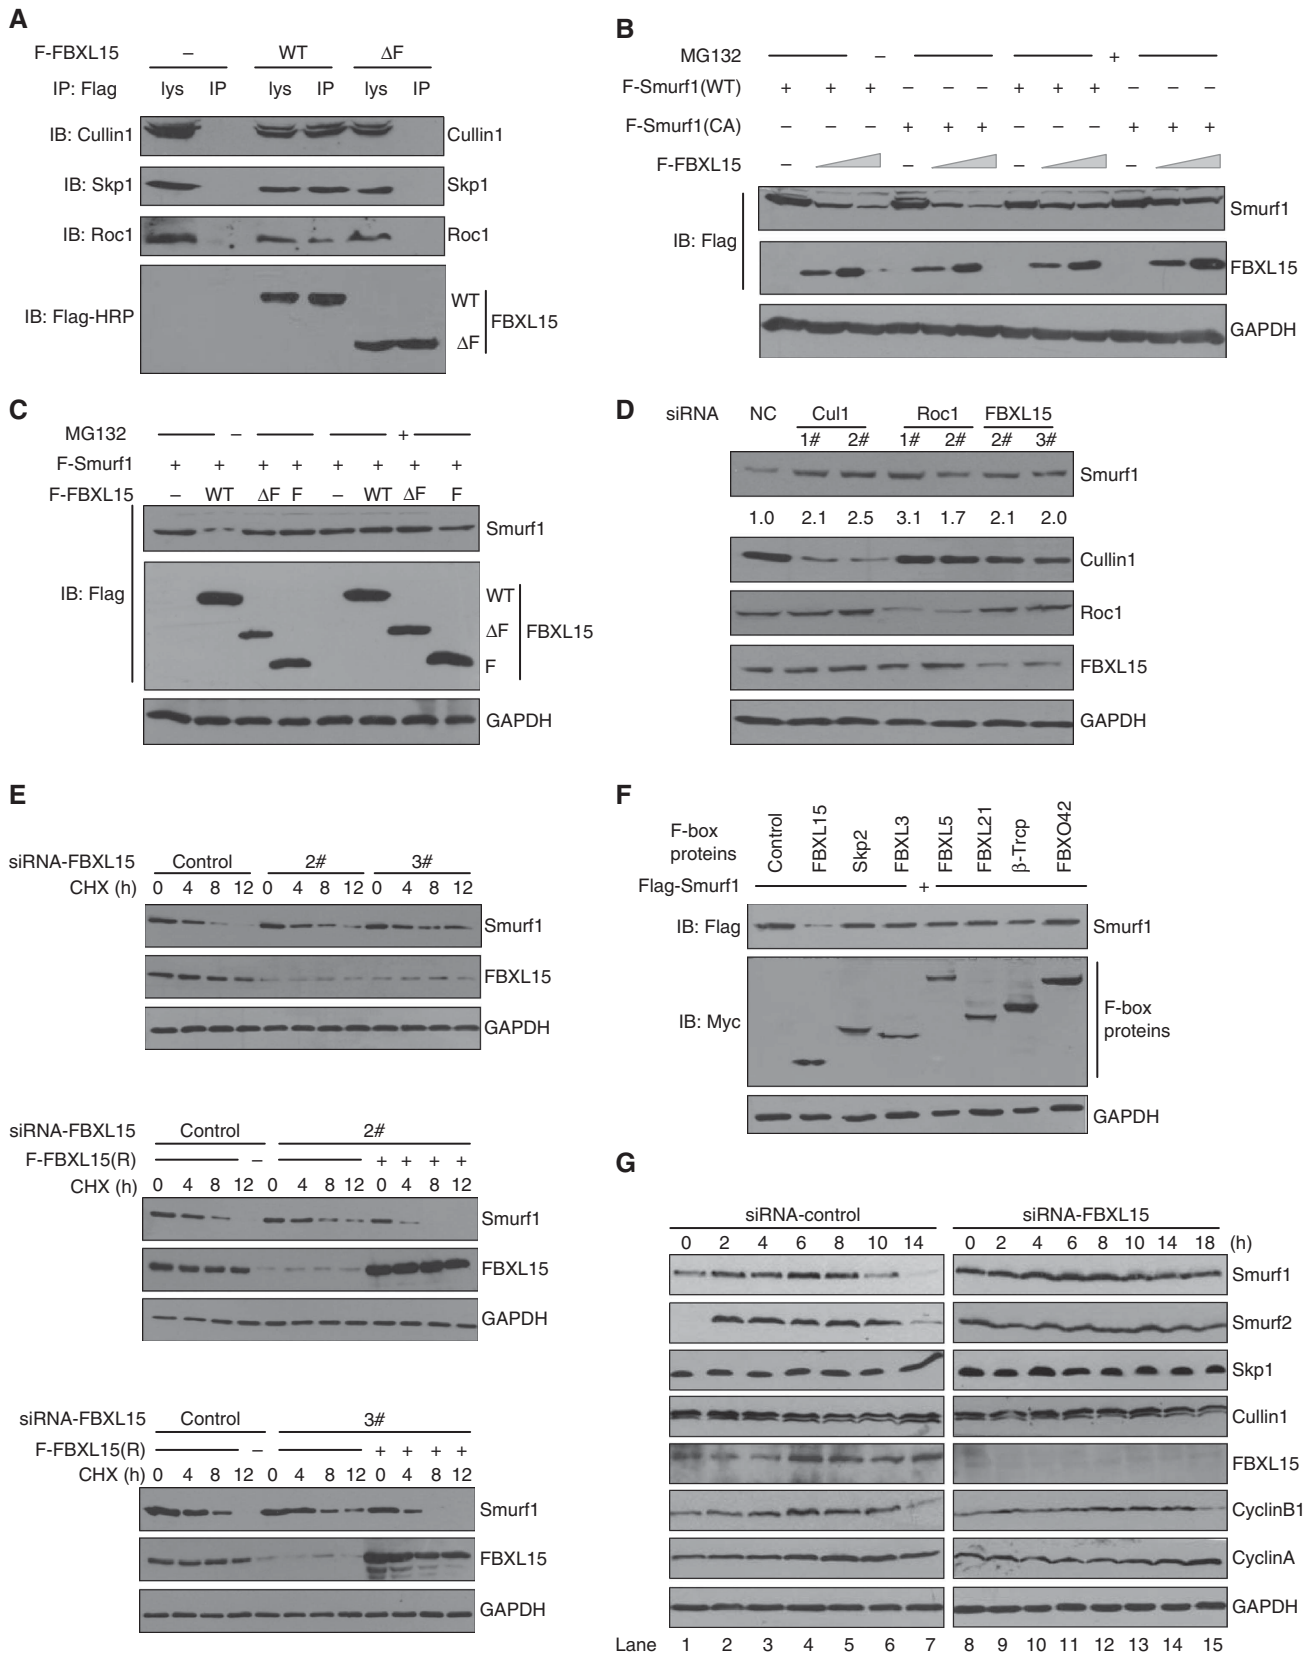 A
F-FBXL15 – WT ΔF
IP: Flag lys IP lys IP lys IP
IB: Cullin1 Cullin1
IB: Skp1 Skp1
IB: Roc1 Roc1
IB: Flag-HRP WT ΔF FBXL15
B
MG132 – +
F-Smurf1(WT) + + + – – – + + + – – –
F-Smurf1(CA) – – – + + + – – – + + +
F-FBXL15 – – – –
IB: Flag
Smurf1
FBXL15
GAPDH
C
MG132 – +
F-Smurf1 + + + + + + + +
F-FBXL15 – WT ΔF F – WT ΔF F
IB: Flag
Smurf1
WT
ΔF
F
FBXL15
GAPDH
D
siRNA NC Cul1 Roc1 FBXL15
1# 2# 1# 2# 2# 3#
Smurf1
1.0 2.1 2.5 3.1 1.7 2.1 2.0
Cullin1
Roc1
FBXL15
GAPDH
E
siRNA-FBXL15 Control 2# 3#
CHX (h) 0 4 8 12 0 4 8 12 0 4 8 12
Smurf1
FBXL15
GAPDH
siRNA-FBXL15 Control 2#
F-FBXL15(R) – + + + +
CHX (h) 0 4 8 12 0 4 8 12 0 4 8 12
Smurf1
FBXL15
GAPDH
siRNA-FBXL15 Control 3#
F-FBXL15(R) – + + + +
CHX (h) 0 4 8 12 0 4 8 12 0 4 8 12
Smurf1
FBXL15
GAPDH
F
F-box proteins
Control
FBXL15
Skp2
FBXL3
FBXL5
FBXL21
β-Trcp
FBXO42
Flag-Smurf1 +
IB: Flag Smurf1
IB: Myc
F-box
proteins
GAPDH
G
siRNA-control siRNA-FBXL15
0 2 4 6 8 10 14 0 2 4 6 8 10 14 18 (h)
Smurf1
Smurf2
Skp1
Cullin1
FBXL15
CyclinB1
CyclinA
GAPDH
Lane 1 2 3 4 5 6 7 8 9 10 11 12 13 14 15